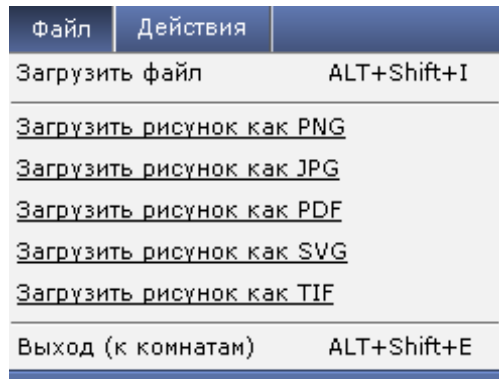 Файл Действия
Загрузить файл ALT+Shift+I
Загрузить рисунок как PNG
Загрузить рисунок как JPG
Загрузить рисунок как PDF
Загрузить рисунок как SVG
Загрузить рисунок как TIF
Выход (к комнатам) ALT+Shift+E